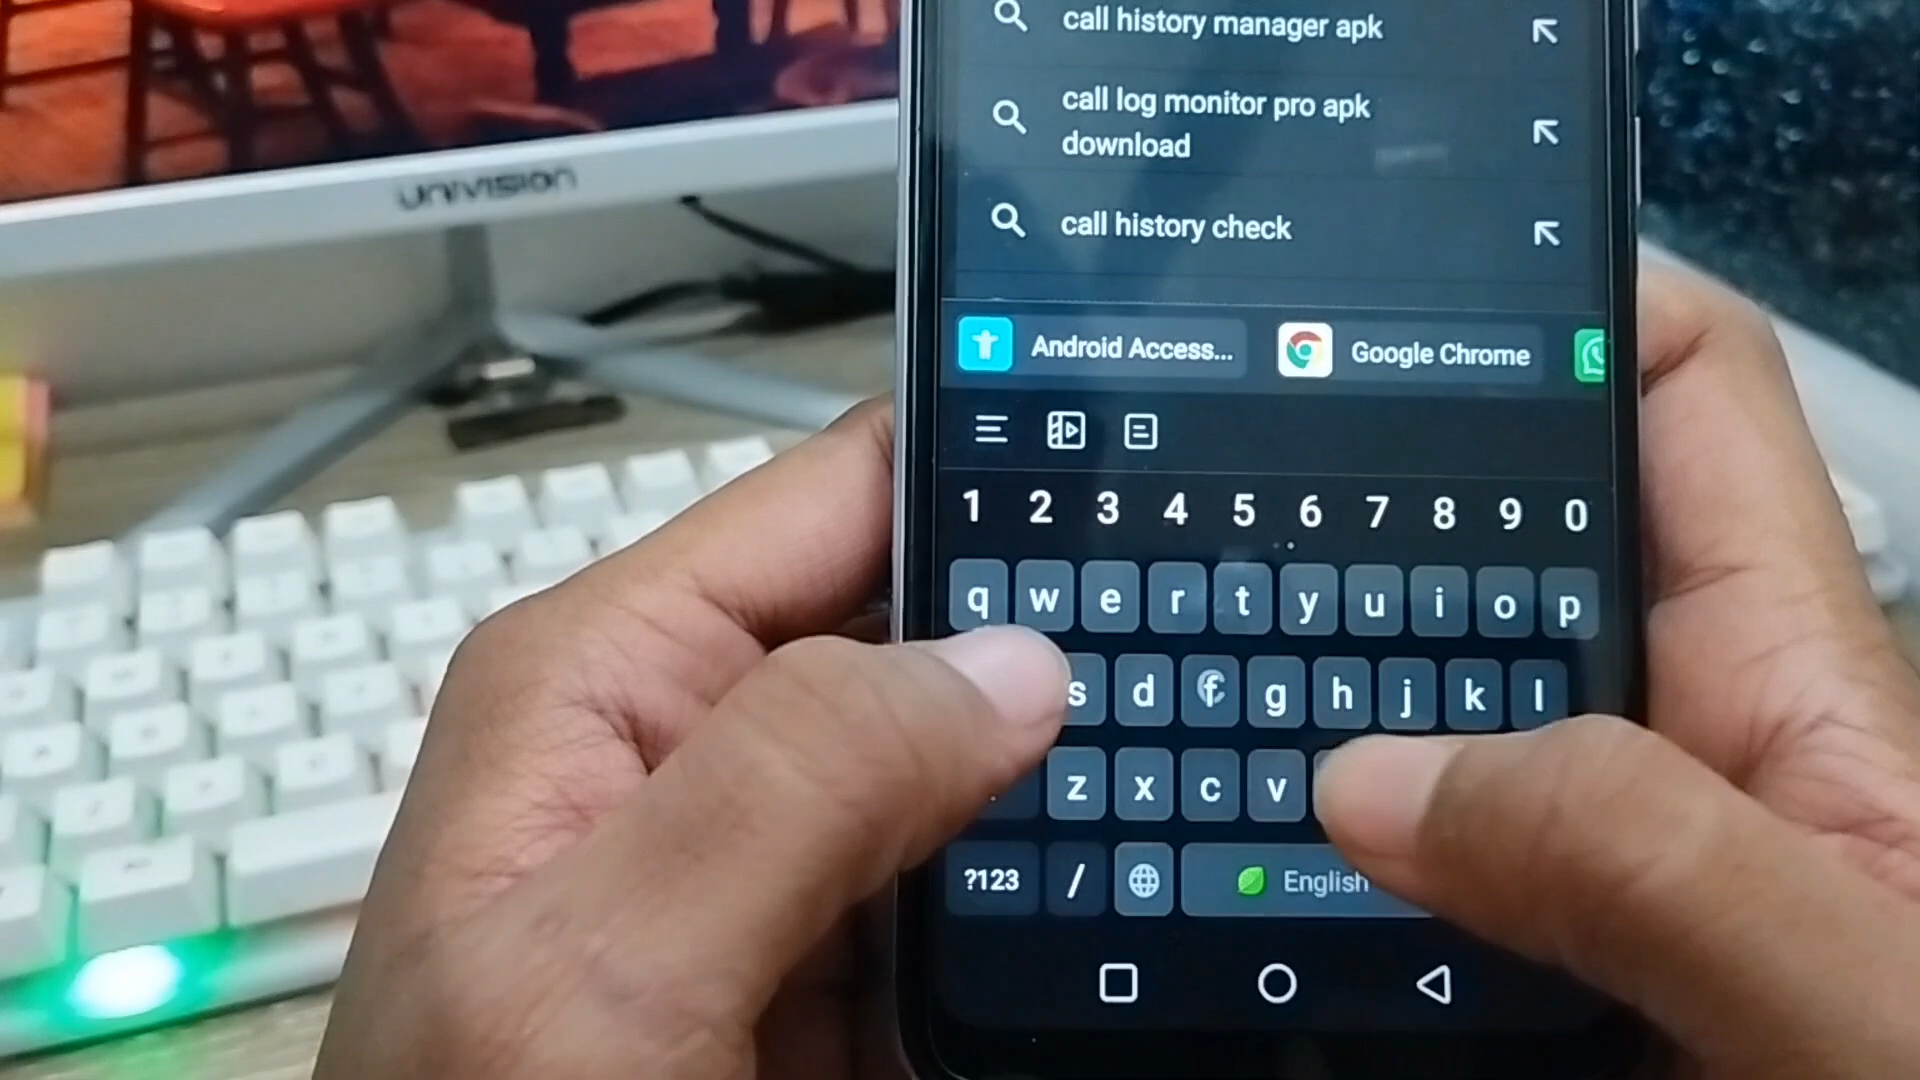 call history manager apk
call log monitor pro apk
download
call history check
UNIVISION
Android Access...
Google Chrome
1 2 3 4 5 6 7 8 9 0
q w e r t y u i o p
s d f g h j k l
z x c v
?123 / English